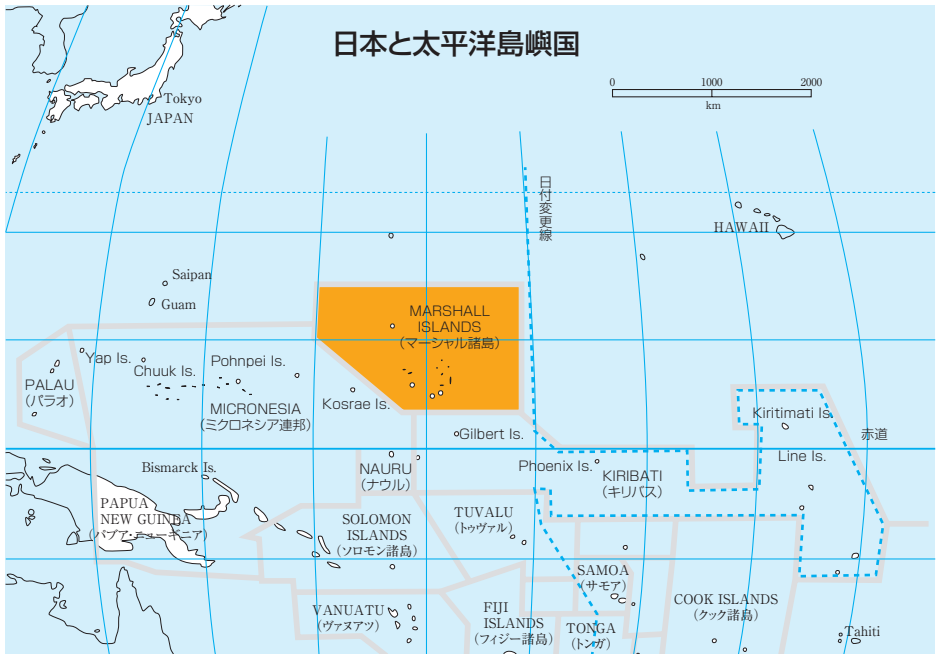 日本と太平洋島嶼国
0 1000 2000
km
Tokyo
JAPAN
日付変更線
HAWAII
Saipan
Guam
MARSHALL
ISLANDS
(マーシャル諸島)
Yap Is.
Chuuk Is.
Pohnpei Is.
PALAU
(パラオ)
MICRONESIA
(ミクロネシア連邦)
Kosrae Is.
Kiritimati Is.
赤道
Gilbert Is.
Line Is.
Bismarck Is.
NAURU
(ナウル)
Phoenix Is.
KIRIBATI
(キリバス)
PAPUA
NEW GUINEA
(パプア・ニューギニア)
SOLOMON
ISLANDS
(ソロモン諸島)
TUVALU
(トゥヴァル)
SAMOA
(サモア)
VANUATU
(ヴァヌアツ)
FIJI
ISLANDS
(フィジー諸島)
TONGA
(トンガ)
COOK ISLANDS
(クック諸島)
Tahiti